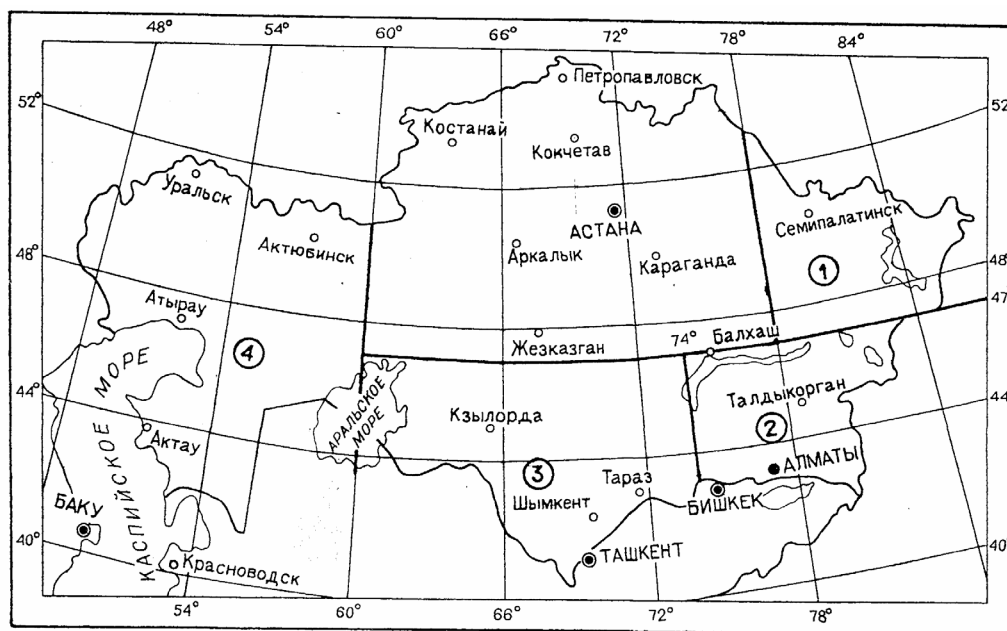 48° 54° 60° 66° 72° 78° 84°
52° 52
Петропавловск
Костанай
Кокчетав
Уральск
АСТАНА
Семипалатинск
Актюбинск
Аркалык
Караганда
48° 48
1
47
Атырау
74° Балхаш
Жезказган
4
МОРЕ
АРАЛЬСКОЕ
МОРЕ
44° 44
Талдыкорган
Кзылорда
2
Актау
3
АЛМАТЫ
Тараз
БАКУ
КАСПИЙСКОЕ
Шымкент
БИШКЕК
40° 40
ТАШКЕНТ
Красноводск
54° 60° 66° 72° 78°